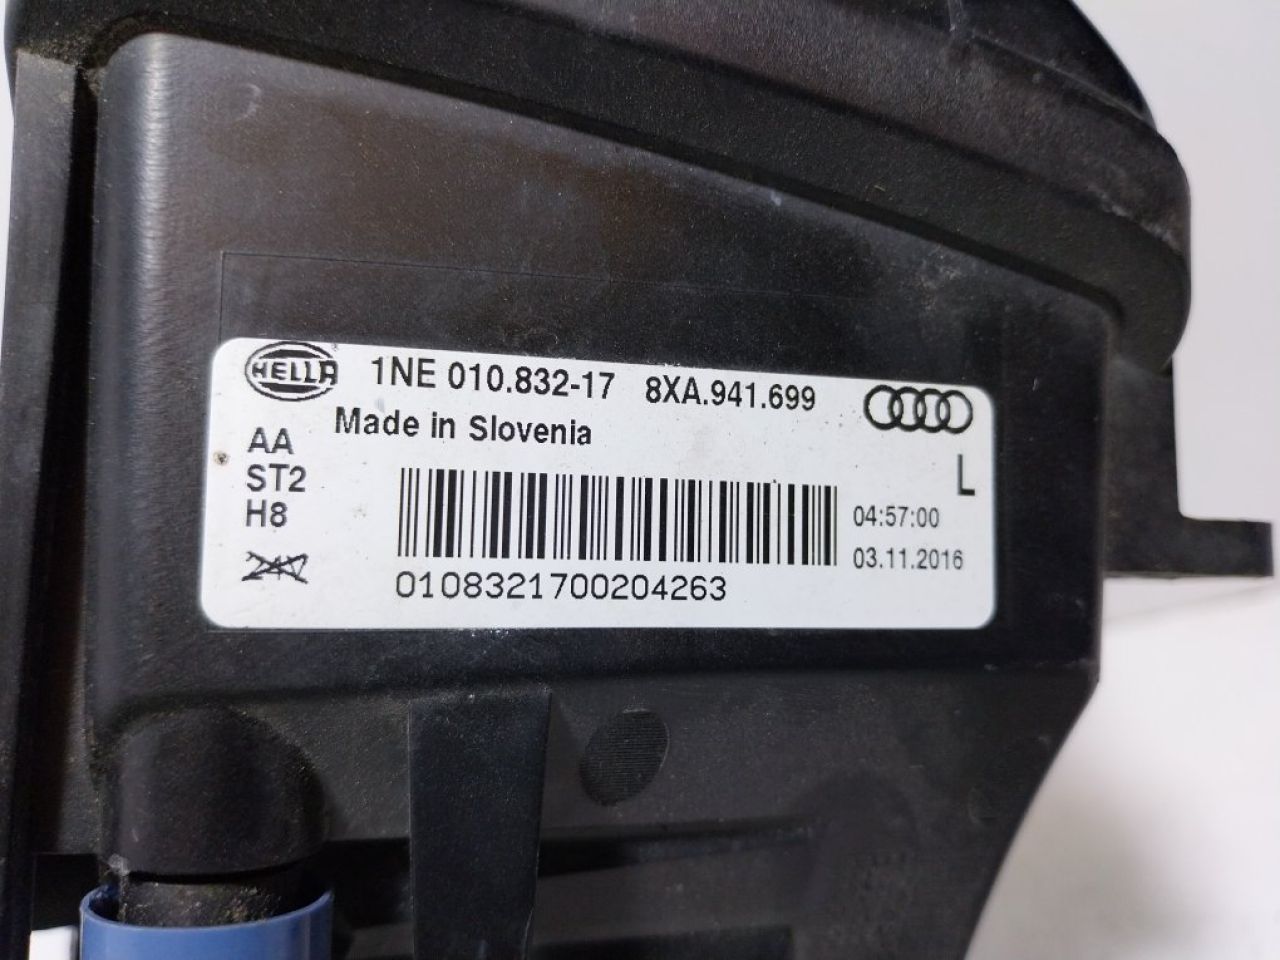 HELLA 1NE 010.832-17 8XA.941.699
Made in Slovenia
AA
ST2
H8
L
04:57:00
03.11.2016
0108321700204263